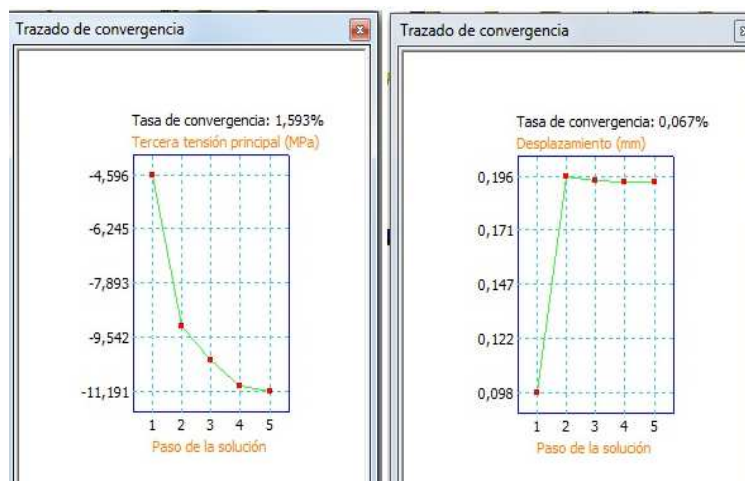 Trazado de convergencia
Tasa de convergencia: 1,593%
Tercera tensión principal (MPa)
-4,596
-6,245
-7,893
-9,542
-11,191
1 2 3 4 5
Paso de la solución
Trazado de convergencia
Tasa de convergencia: 0,067%
Desplazamiento (mm)
0,196
0,171
0,147
0,122
0,098
1 2 3 4 5
Paso de la solución